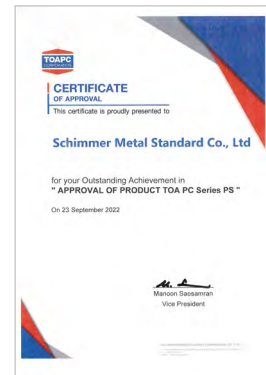 TOAPC
CERTIFICATE
OF APPROVAL
This certificate is proudly presented to
Schimmer Metal Standard Co., Ltd
for your Outstanding Achievement in
" APPROVAL OF PRODUCT TOA PC Series PS "
On 23 September 2022
Manoon Saosamran
Vice President